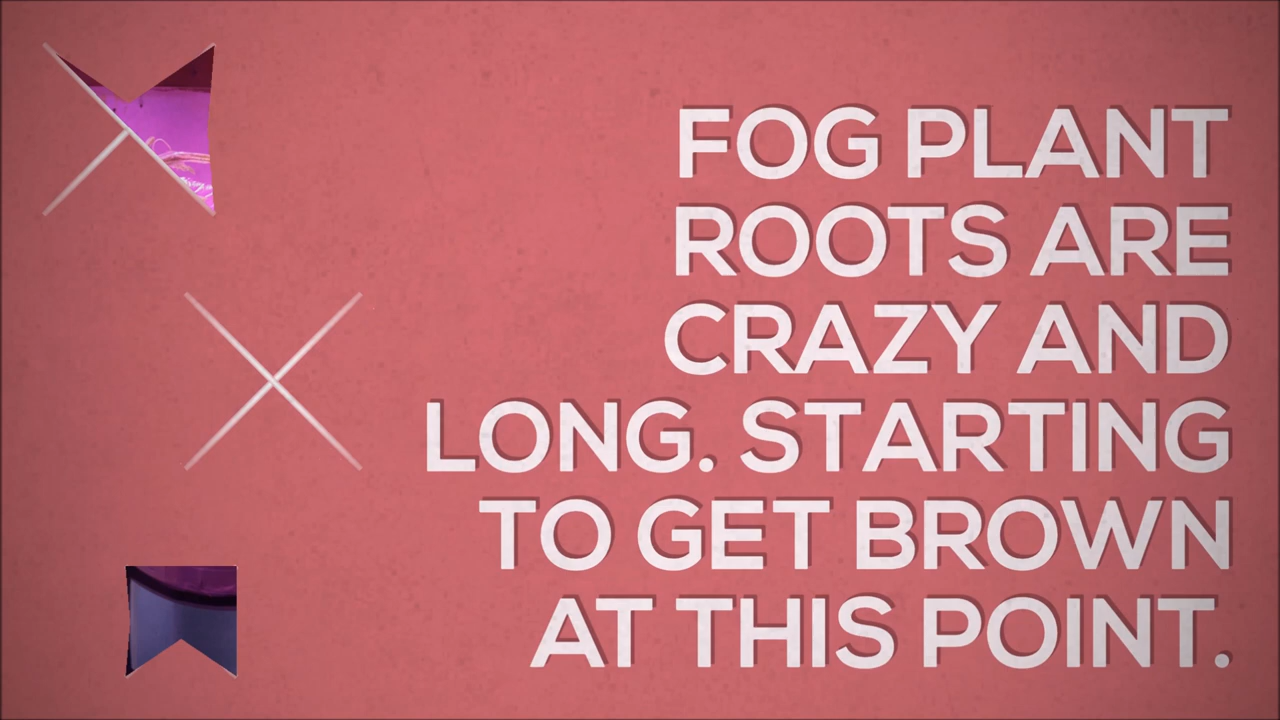 FOG PLANT
ROOTS ARE
CRAZY AND
LONG. STARTING
TO GET BROWN
AT THIS POINT.